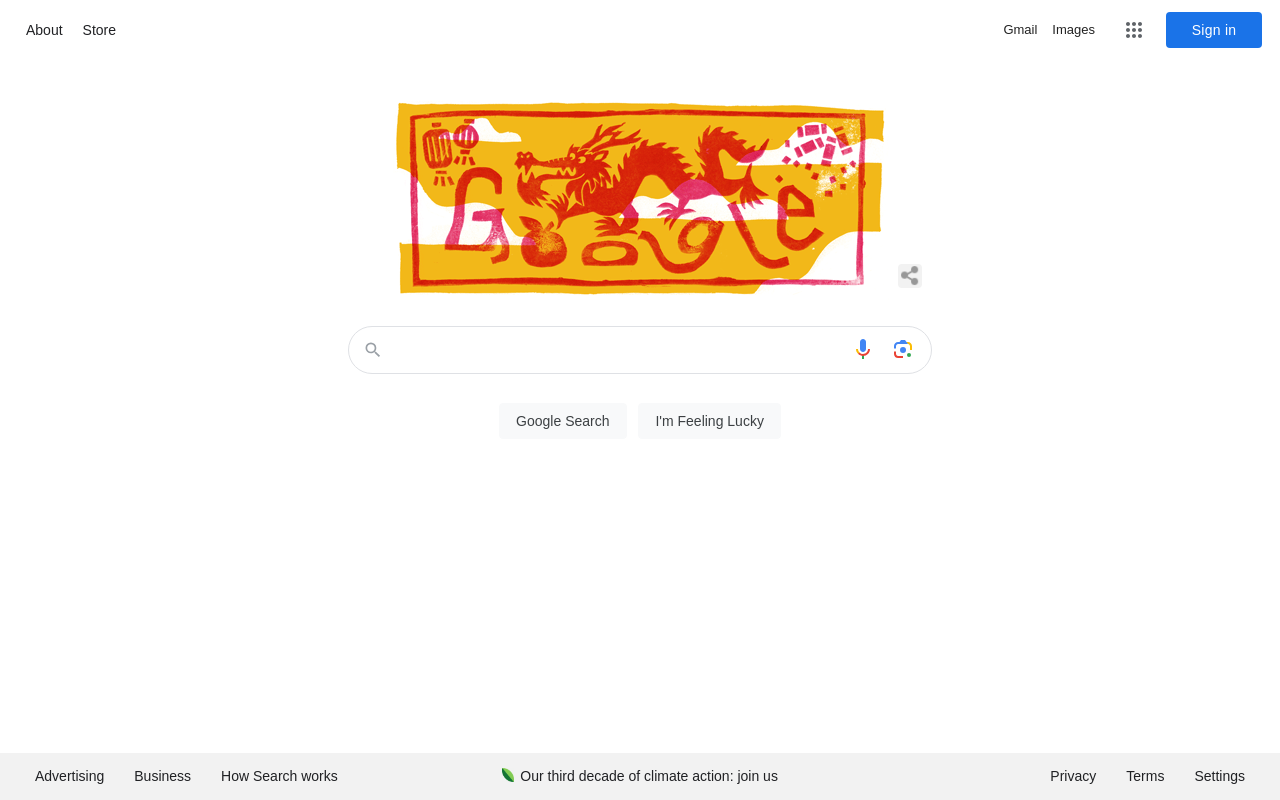 About Store Gmail Images Sign in
Google
Google Search I'm Feeling Lucky
Advertising Business How Search works Our third decade of climate action: join us Privacy Terms Settings